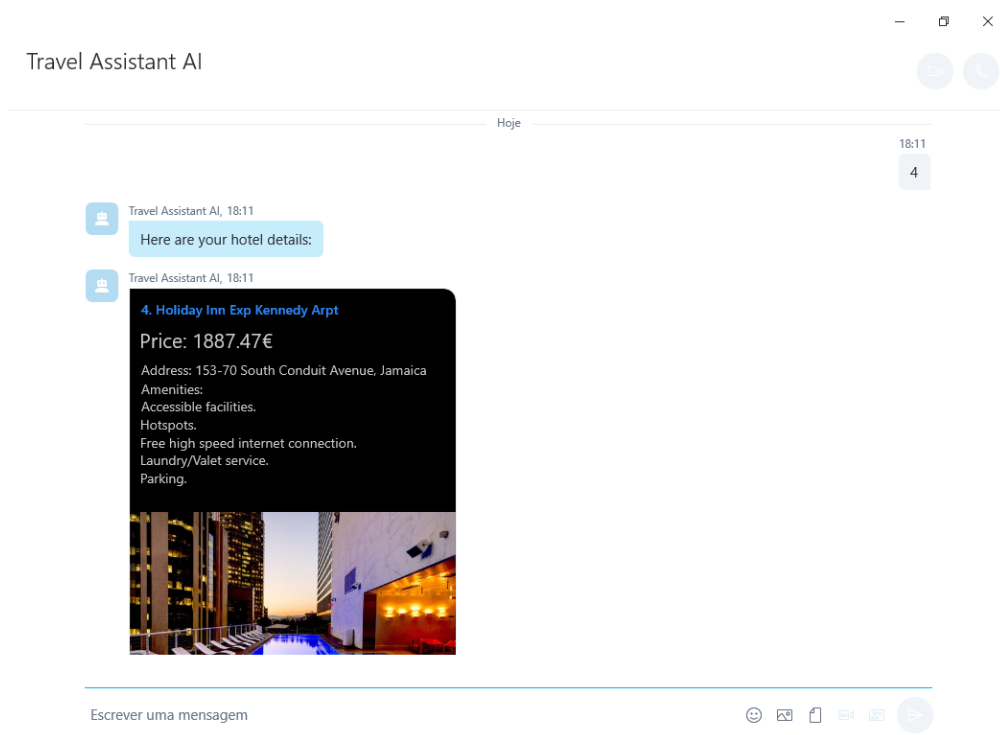 Travel Assistant AI
Hoje
18:11
4
Travel Assistant AI, 18:11
Here are your hotel details:
Travel Assistant AI, 18:11
4. Holiday Inn Exp Kennedy Arpt
Price: 1887.47€
Address: 153-70 South Conduit Avenue, Jamaica
Amenities:
Accessible facilities.
Hotspots.
Free high speed internet connection.
Laundry/Valet service.
Parking.
Escrever uma mensagem